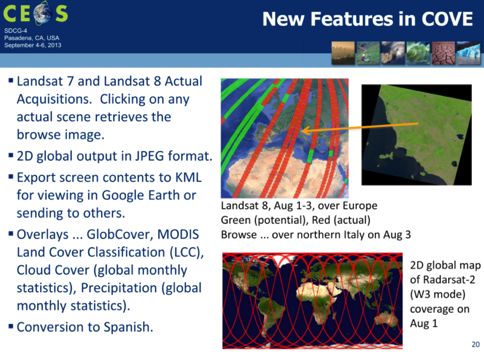 CE S
SDCG-4
Pasadena, CA, USA
September 4-6, 2013
New Features in COVE
▪ Landsat 7 and Landsat 8 Actual
Acquisitions. Clicking on any
actual scene retrieves the
browse image.
▪ 2D global output in JPEG format.
▪ Export screen contents to KML
for viewing in Google Earth or
sending to others.
▪ Overlays ... GlobCover, MODIS
Land Cover Classification (LCC),
Cloud Cover (global monthly
statistics), Precipitation (global
monthly statistics).
▪ Conversion to Spanish.
Landsat 8, Aug 1-3, over Europe
Green (potential), Red (actual)
Browse ... over northern Italy on Aug 3
2D global map
of Radarsat-2
(W3 mode)
coverage on
Aug 1
20